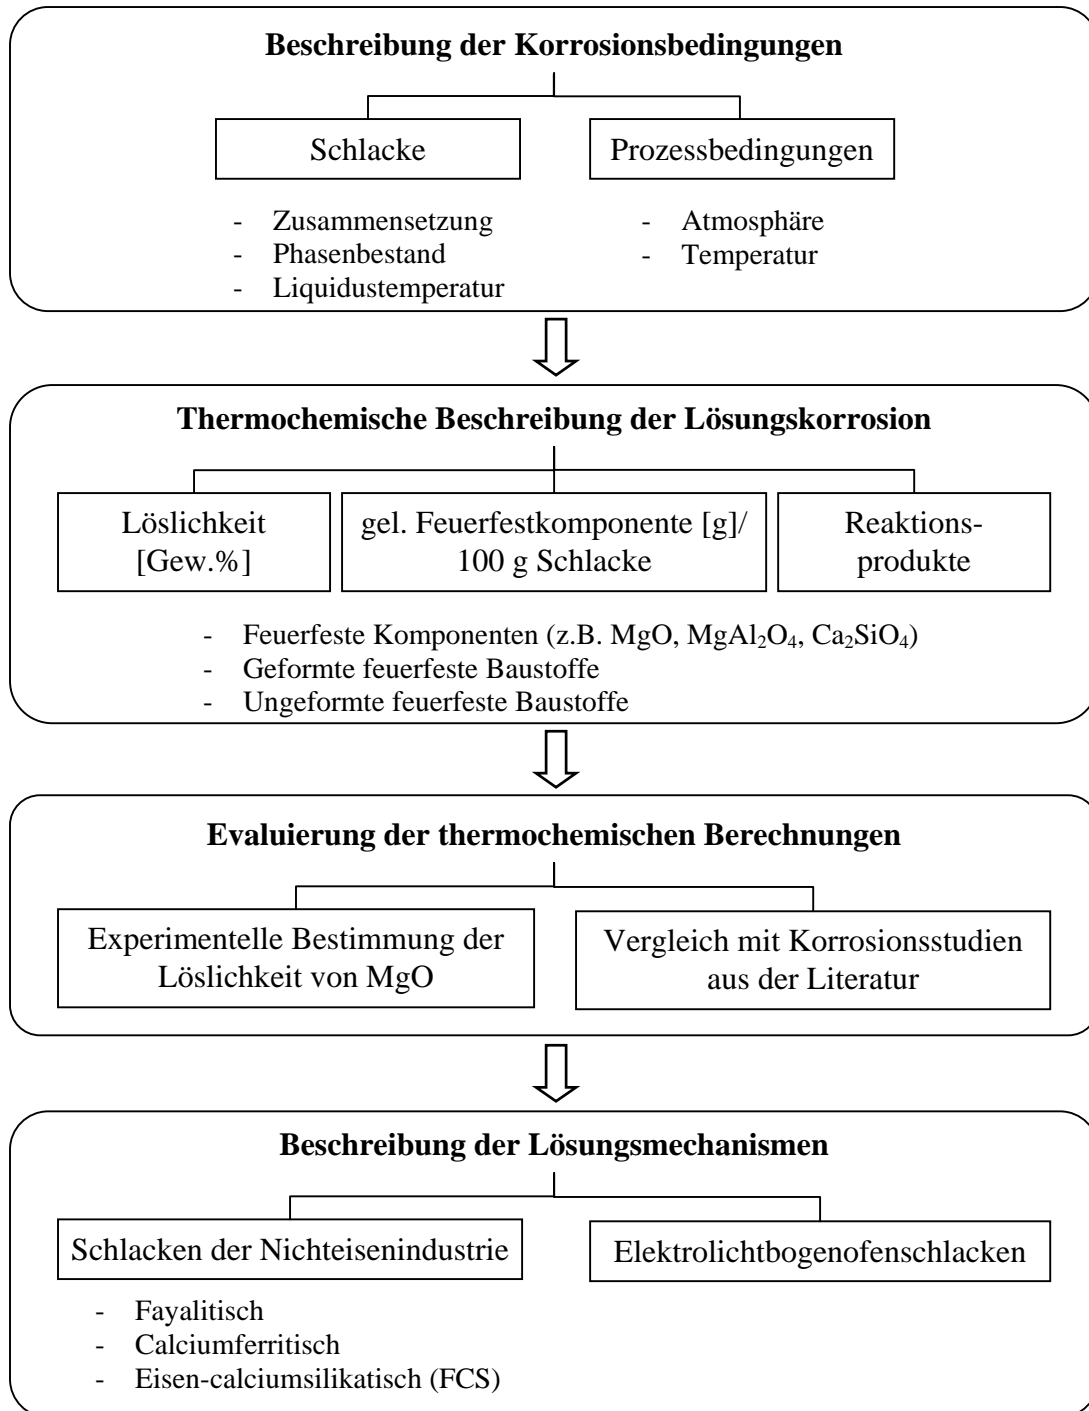 Beschreibung der Korrosionsbedingungen
Schlacke
- Zusammensetzung
- Phasenbestand
- Liquidustemperatur
Prozessbedingungen
- Atmosphäre
- Temperatur
Thermochemische Beschreibung der Lösungskorrosion
Löslichkeit
[Gew.%]
gel. Feuerfestkomponente [g]/
100 g Schlacke
Reaktions-
produkte
- Feuerfeste Komponenten (z.B. MgO, MgAl₂O₄, Ca₂SiO₄)
- Geformte feuerfeste Baustoffe
- Ungeformte feuerfeste Baustoffe
Evaluierung der thermochemischen Berechnungen
Experimentelle Bestimmung der
Löslichkeit von MgO
Vergleich mit Korrosionsstudien
aus der Literatur
Beschreibung der Lösungsmechanismen
Schlacken der Nichteisenindustrie
- Fayalitisch
- Calciumferritisch
- Eisen-calciumsilikatisch (FCS)
Elektrolichtbogenofenschlacken